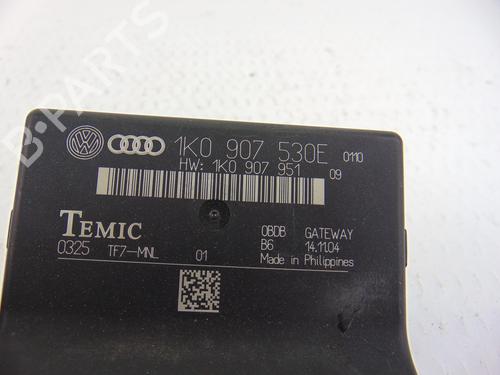 1K0 907 530E 0110
HW: 1K0 907 951 09
TEMIC
0325 TF7-MNL 01
0BDB GATEWAY
B6 14.11.04
Made in Philippines
B-PARTS